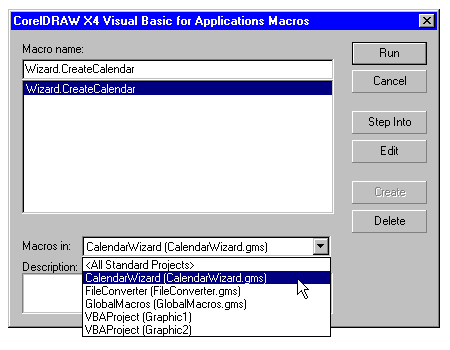 CorelDRAW X4 Visual Basic for Applications Macros
Macro name:
Wizard.CreateCalendar
Wizard.CreateCalendar
Run
Cancel
Step Into
Edit
Create
Delete
Macros in:
CalendarWizard (CalendarWizard.gms)
Description:
<All Standard Projects>
CalendarWizard (CalendarWizard.gms)
FileConverter (FileConverter.gms)
GlobalMacros (GlobalMacros.gms)
VBAProject (Graphic1)
VBAProject (Graphic2)